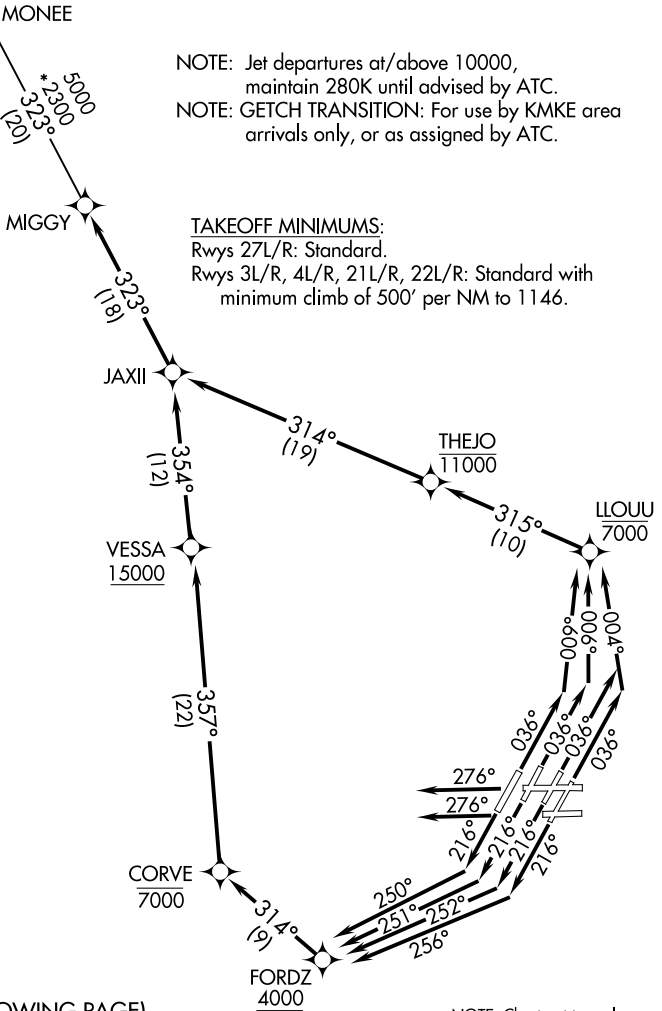 MONEE
NOTE: Jet departures at/above 10000,
maintain 280K until advised by ATC.
NOTE: GETCH TRANSITION: For use by KMKE area
arrivals only, or as assigned by ATC.
5000
*2300
323°
(20)
MIGGY
TAKEOFF MINIMUMS:
Rwys 27L/R: Standard.
Rwys 3L/R, 4L/R, 21L/R, 22L/R: Standard with
minimum climb of 500' per NM to 1146.
323°
(18)
JAXII
314°
(19)
THEJO
11000
354°
(12)
315°
(10)
LLOUU
7000
VESSA
15000
009°
006°
004°
357°
(22)
036°
036°
036°
036°
276°
276°
216°
216°
216°
216°
CORVE
7000
314°
(9)
250°
251°
252°
256°
FORDZ
4000
OWING PAGE)